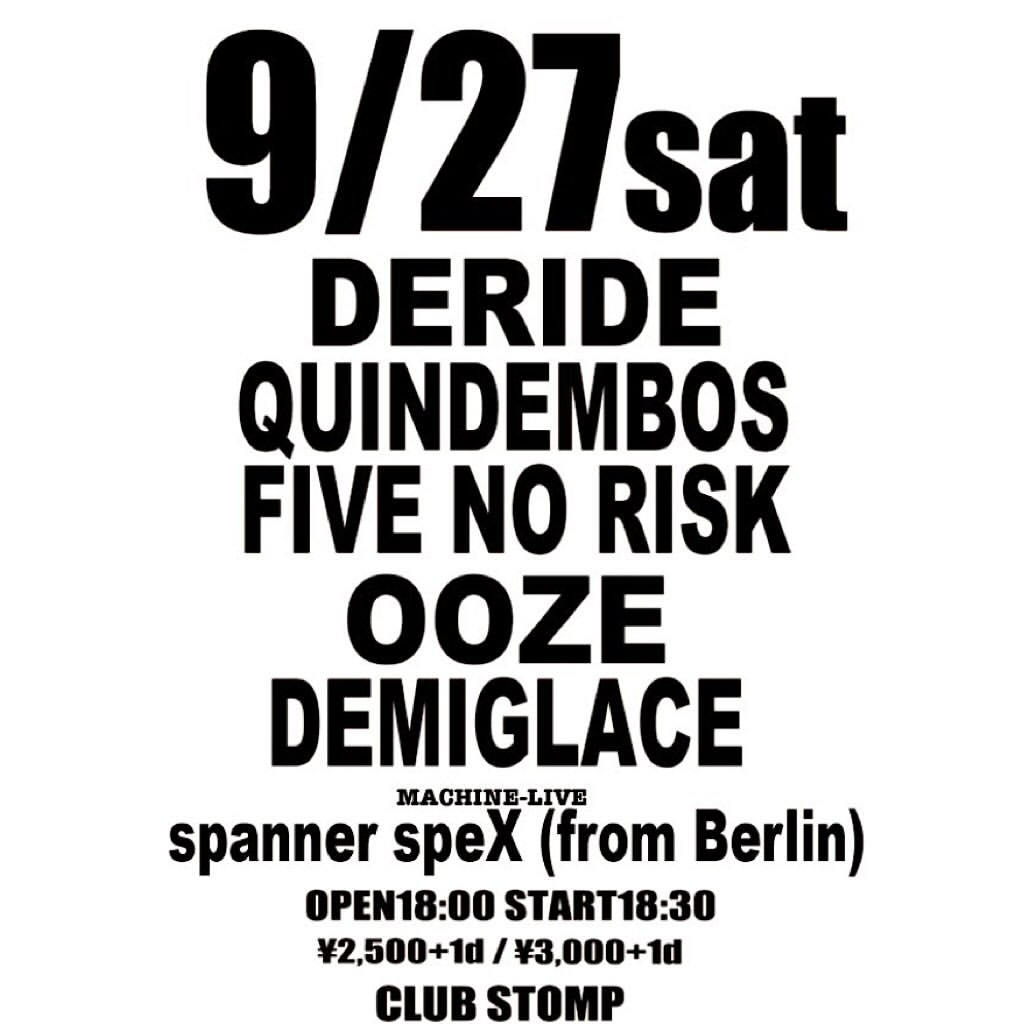 9/27sat
DERIDE
QUINDEMBOS
FIVE NO RISK
OOZE
DEMIGLACE
MACHINE-LIVE
spanner speX (from Berlin)
OPEN18:00 START18:30
¥2,500+1d / ¥3,000+1d
CLUB STOMP